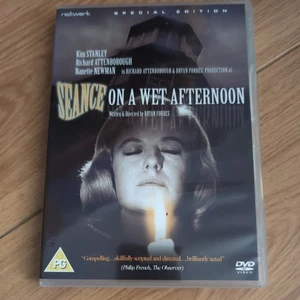 network
SPECIAL EDITION
Kim STANLEY
Richard ATTENBOROUGH
Nanette NEWMAN
in RICHARD ATTENBOROUGH & BRYAN FORBES' PRODUCTION of...
SEANCE ON A WET AFTERNOON
Written & Directed by BRYAN FORBES
PG
"Compelling...skilfully scripted and directed...brilliantly acted"
(Philip French, The Observer)
DVD
VIDEO